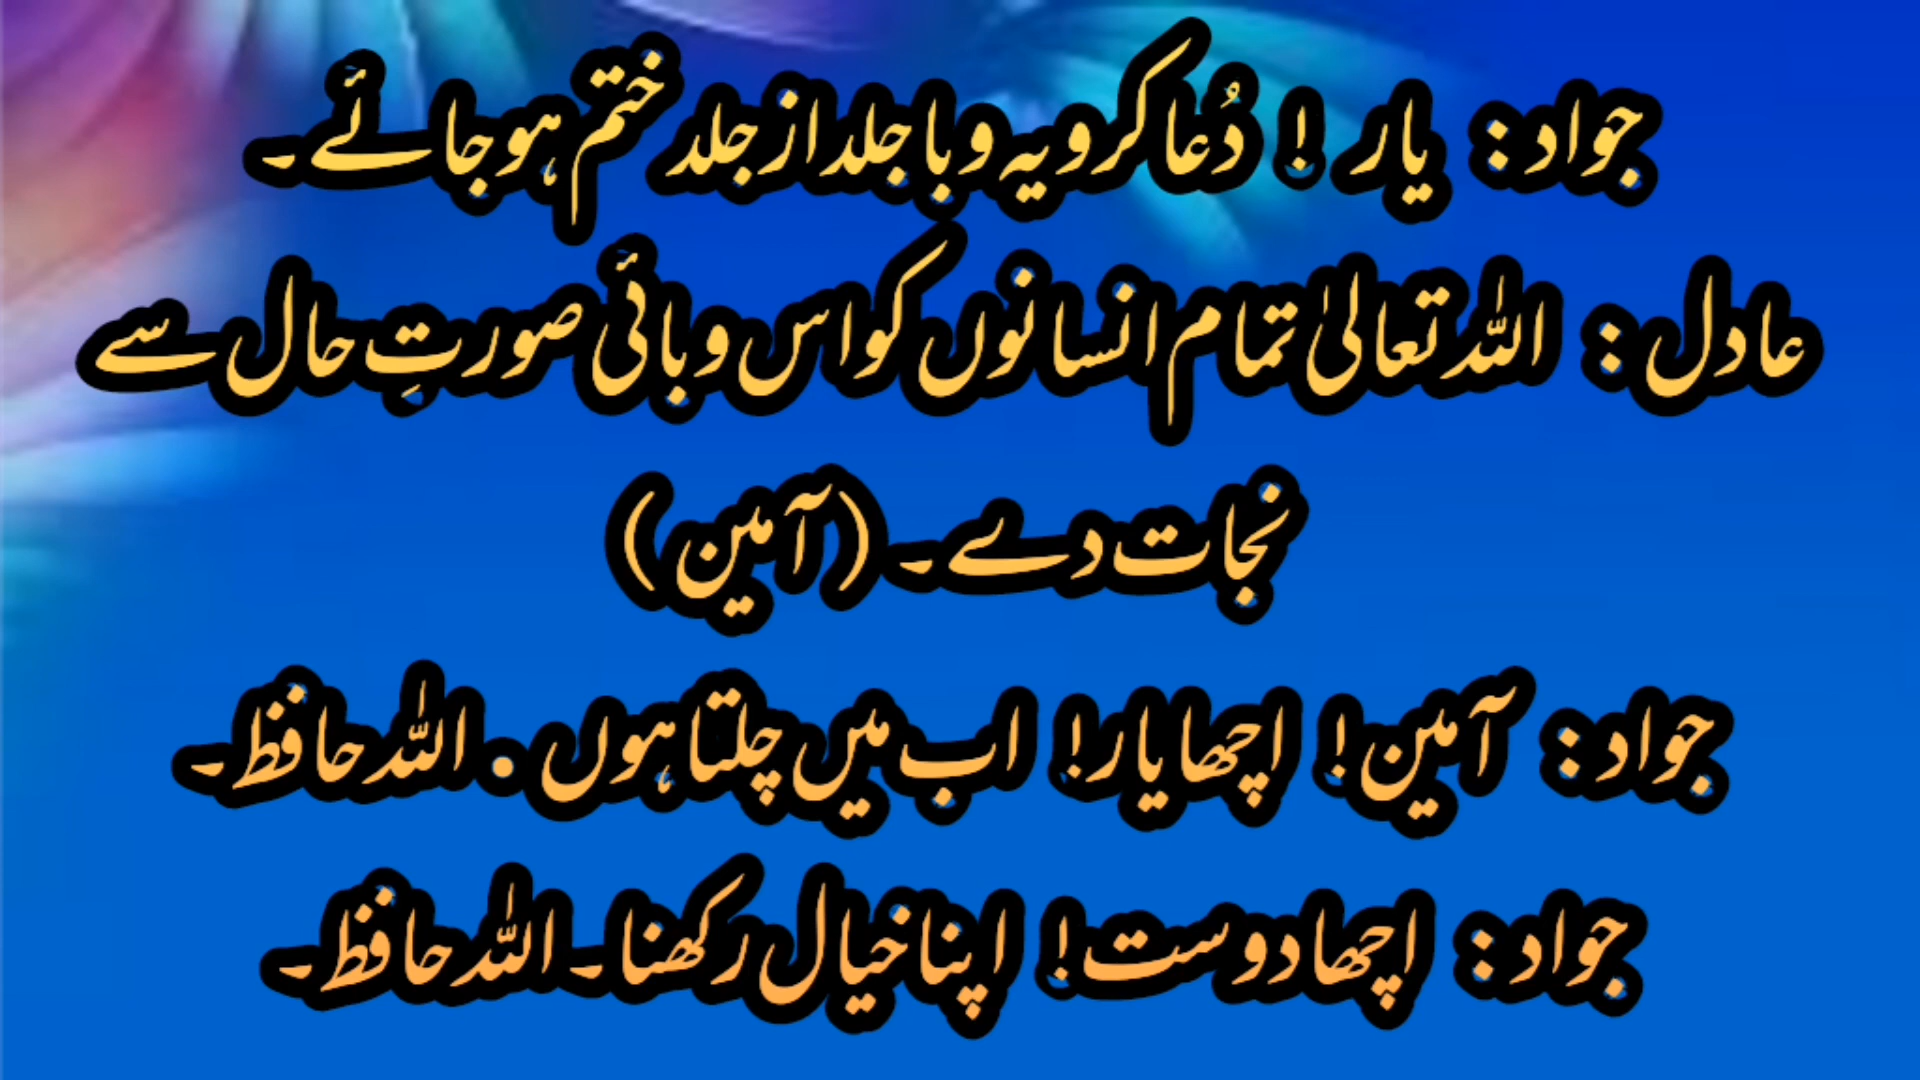 جواد: یار ! دُعا کرو یہ وبا جلد از جلد ختم ہو جائے۔
عادل : اللہ تعالیٰ تمام انسانوں کو اس وبائی صورتِ حال سے
نجات دے۔ (آمین)
جواد: آمین! اچھا یار! اب میں چلتا ہوں . اللہ حافظ۔
جواد: اچھا دوست! اپنا خیال رکھنا۔ اللہ حافظ۔